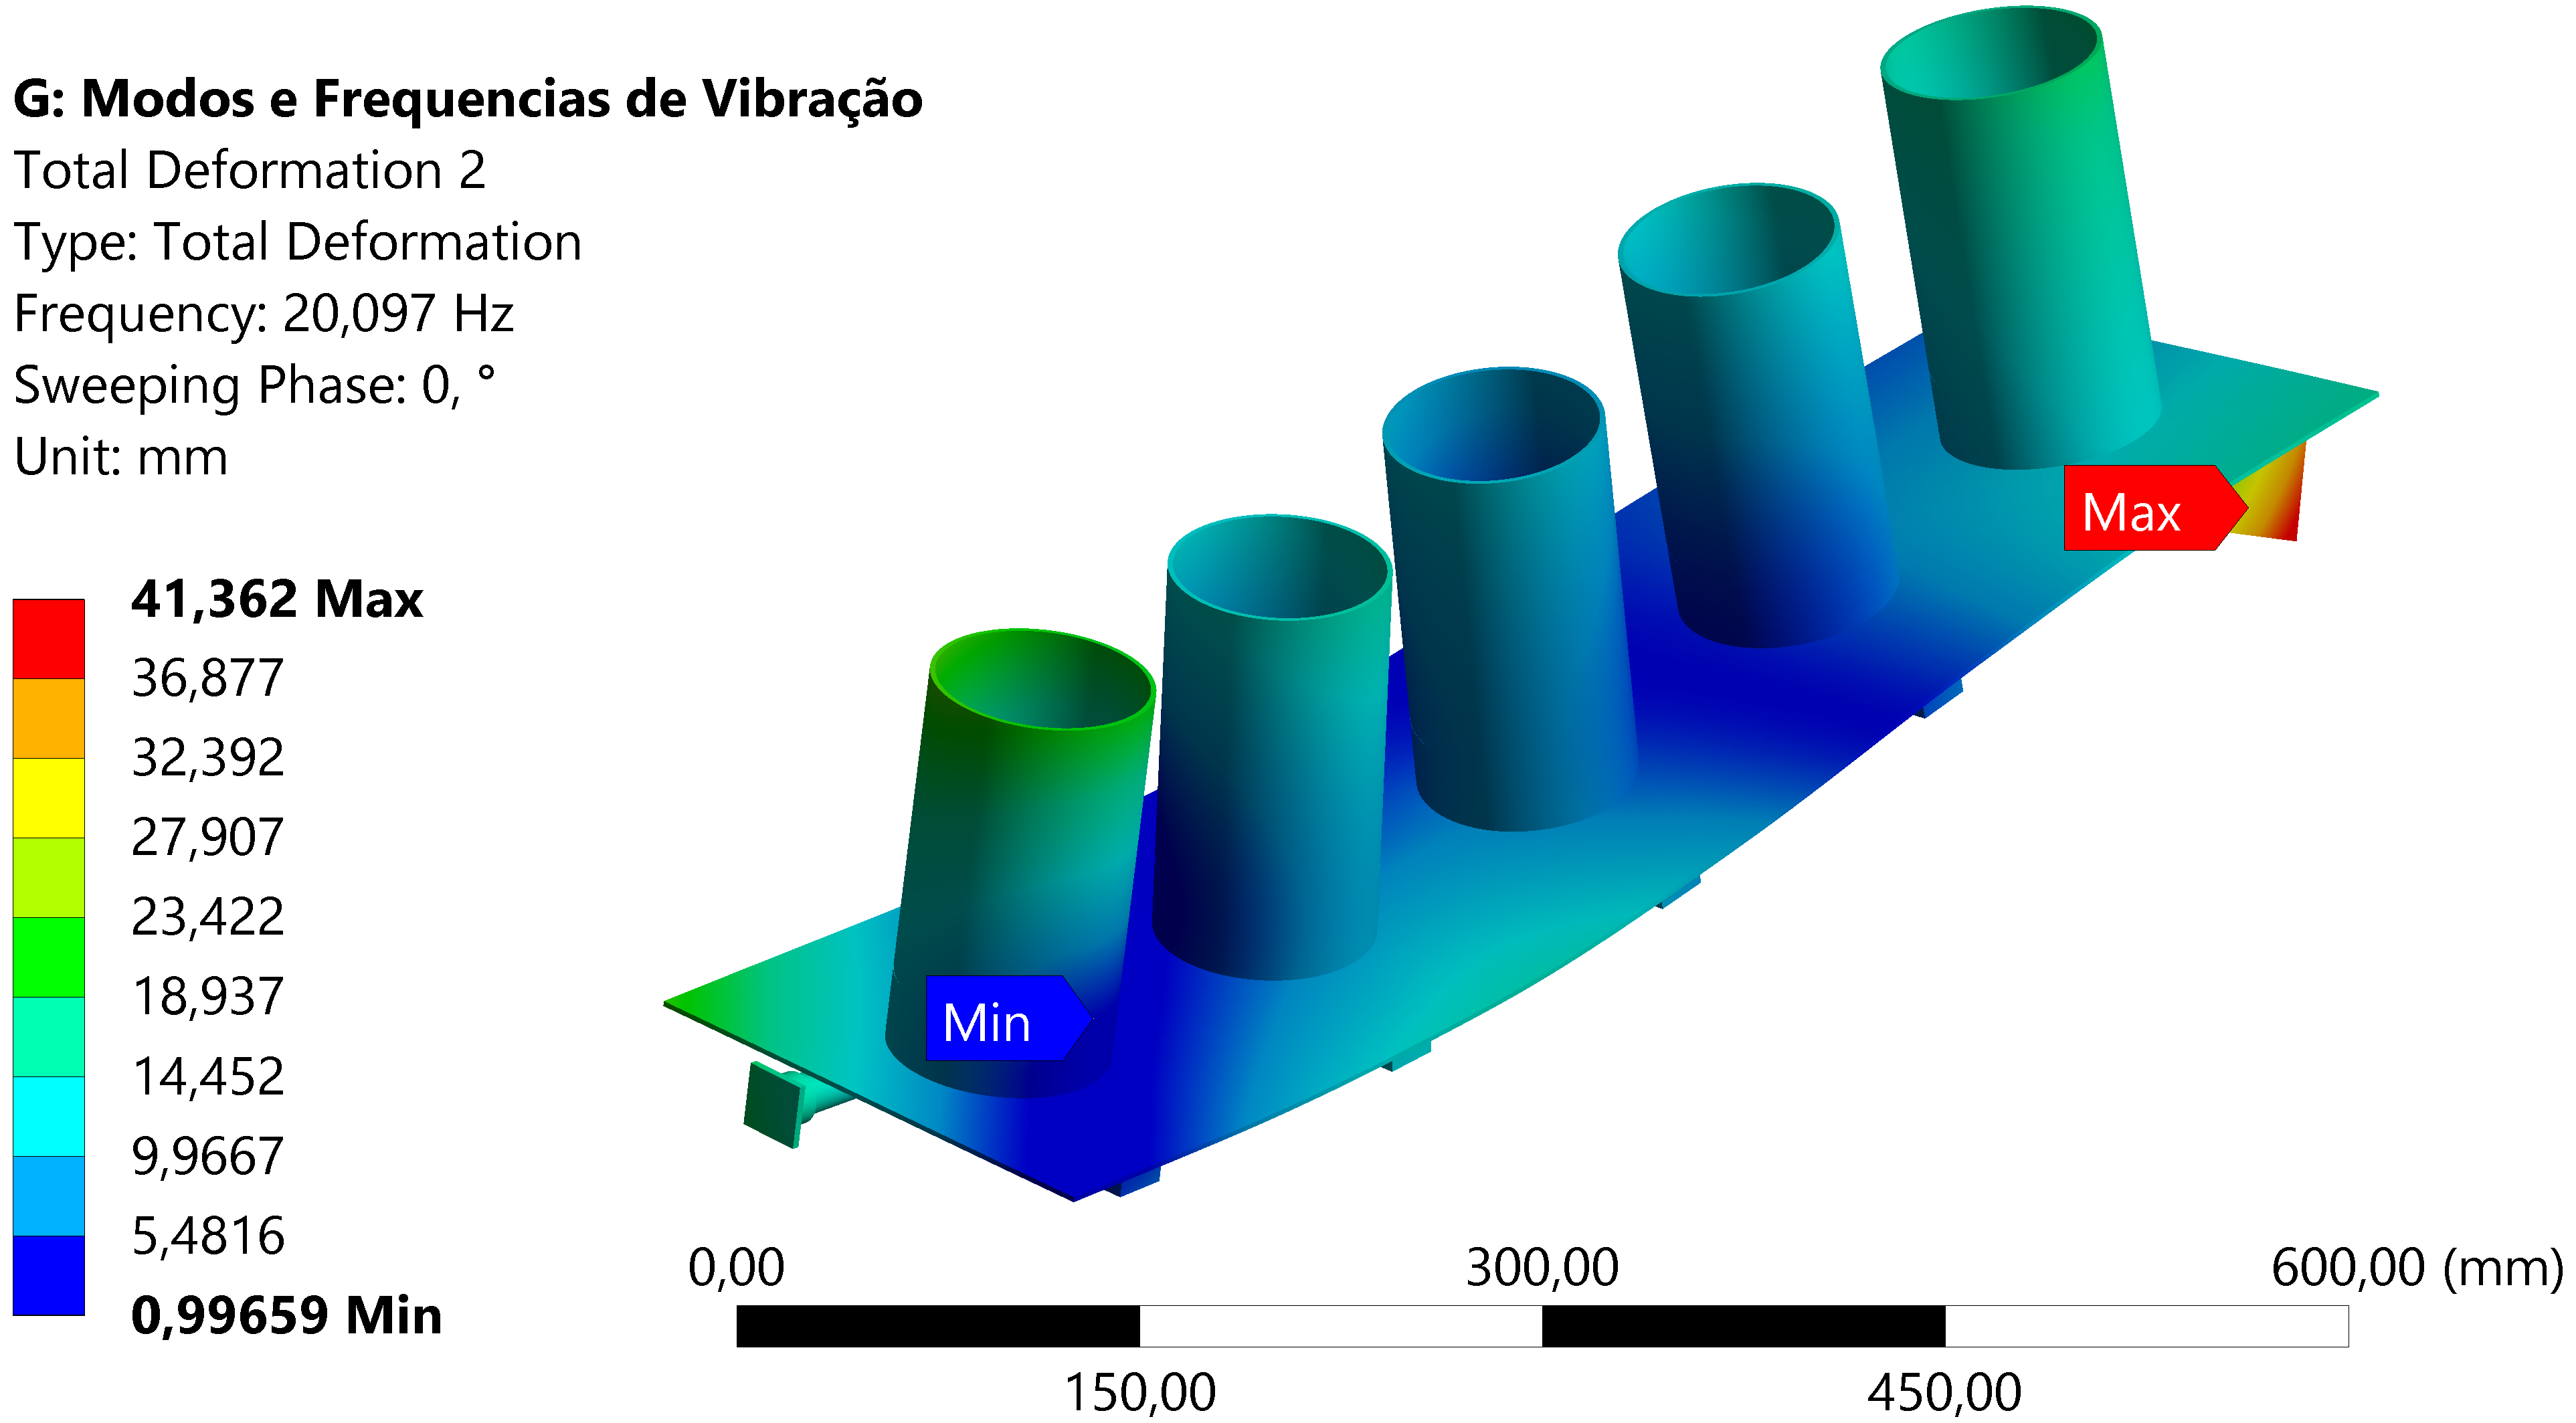 G: Modos e Frequencias de Vibração
Total Deformation 2
Type: Total Deformation
Frequency: 20,097 Hz
Sweeping Phase: 0, °
Unit: mm
41,362 Max
36,877
32,392
27,907
23,422
18,937
14,452
9,9667
5,4816
0,99659 Min
Max
Min
0,00 300,00 600,00 (mm)
150,00 450,00